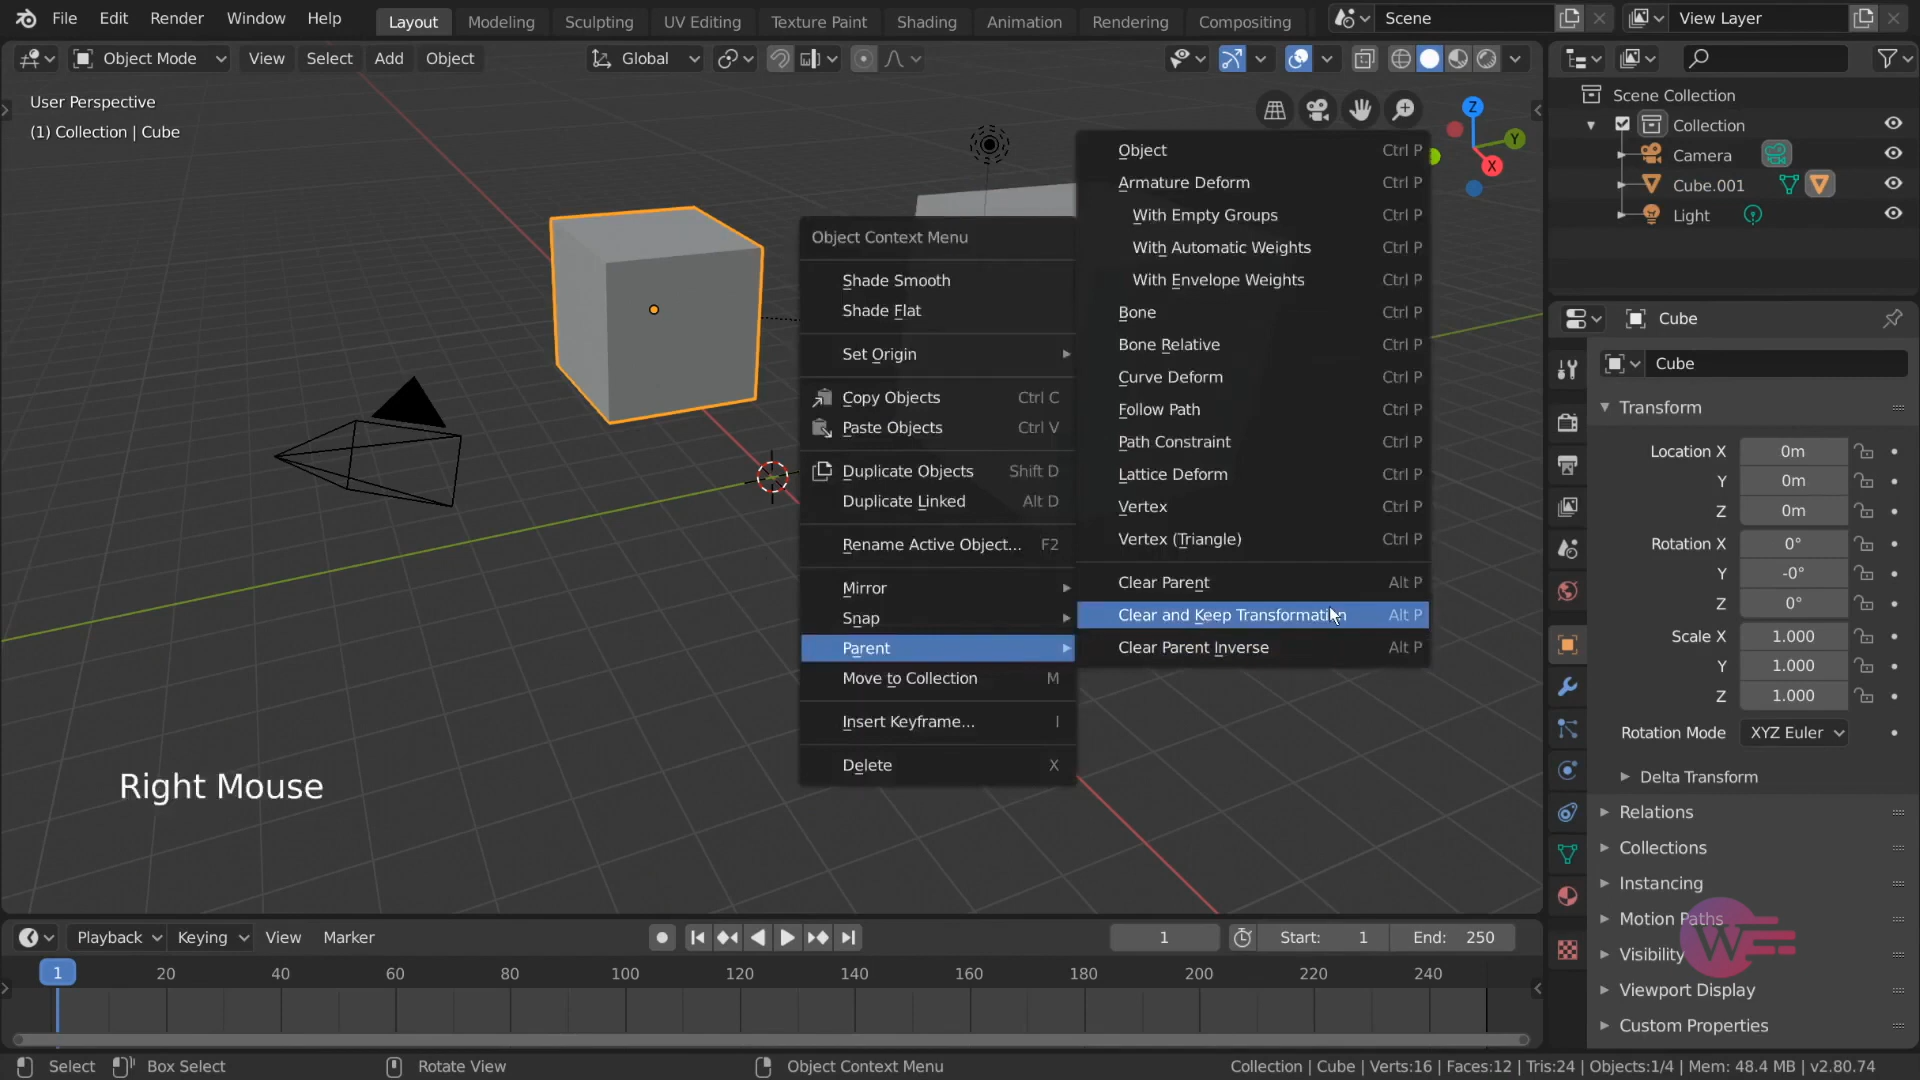 File Edit Render Window Help Layout Modeling Sculpting UV Editing Texture Paint Shading Animation Rendering Compositing Scene View Layer
Object Mode View Select Add Object Global
User Perspective
(1) Collection | Cube
Z
Y
X
Object Context Menu
Shade Smooth
Shade Flat
Set Origin
Copy Objects Ctrl C
Paste Objects Ctrl V
Duplicate Objects Shift D
Duplicate Linked Alt D
Rename Active Object... F2
Mirror
Snap
Parent
Move to Collection M
Insert Keyframe... I
Delete X
Object Ctrl P
Armature Deform Ctrl P
With Empty Groups Ctrl P
With Automatic Weights Ctrl P
With Envelope Weights Ctrl P
Bone Ctrl P
Bone Relative Ctrl P
Curve Deform Ctrl P
Follow Path Ctrl P
Path Constraint Ctrl P
Lattice Deform Ctrl P
Vertex Ctrl P
Vertex (Triangle) Ctrl P
Clear Parent Alt P
Clear and Keep Transformation Alt P
Clear Parent Inverse Alt P
Right Mouse
Scene Collection
Collection
Camera
Cube.001
Light
Cube
Cube
Transform
Location X 0m
Y 0m
Z 0m
Rotation X 0°
Y -0°
Z 0°
Scale X 1.000
Y 1.000
Z 1.000
Rotation Mode XYZ Euler
Delta Transform
Relations
Collections
Instancing
Motion Paths
Visibility
Viewport Display
Custom Properties
Playback Keying View Marker 1 Start: 1 End: 250
1 20 40 60 80 100 120 140 160 180 200 220 240
Select Box Select Rotate View Object Context Menu Collection | Cube | Verts:16 | Faces:12 | Tris:24 | Objects:1/4 | Mem: 48.4 MB | v2.80.74